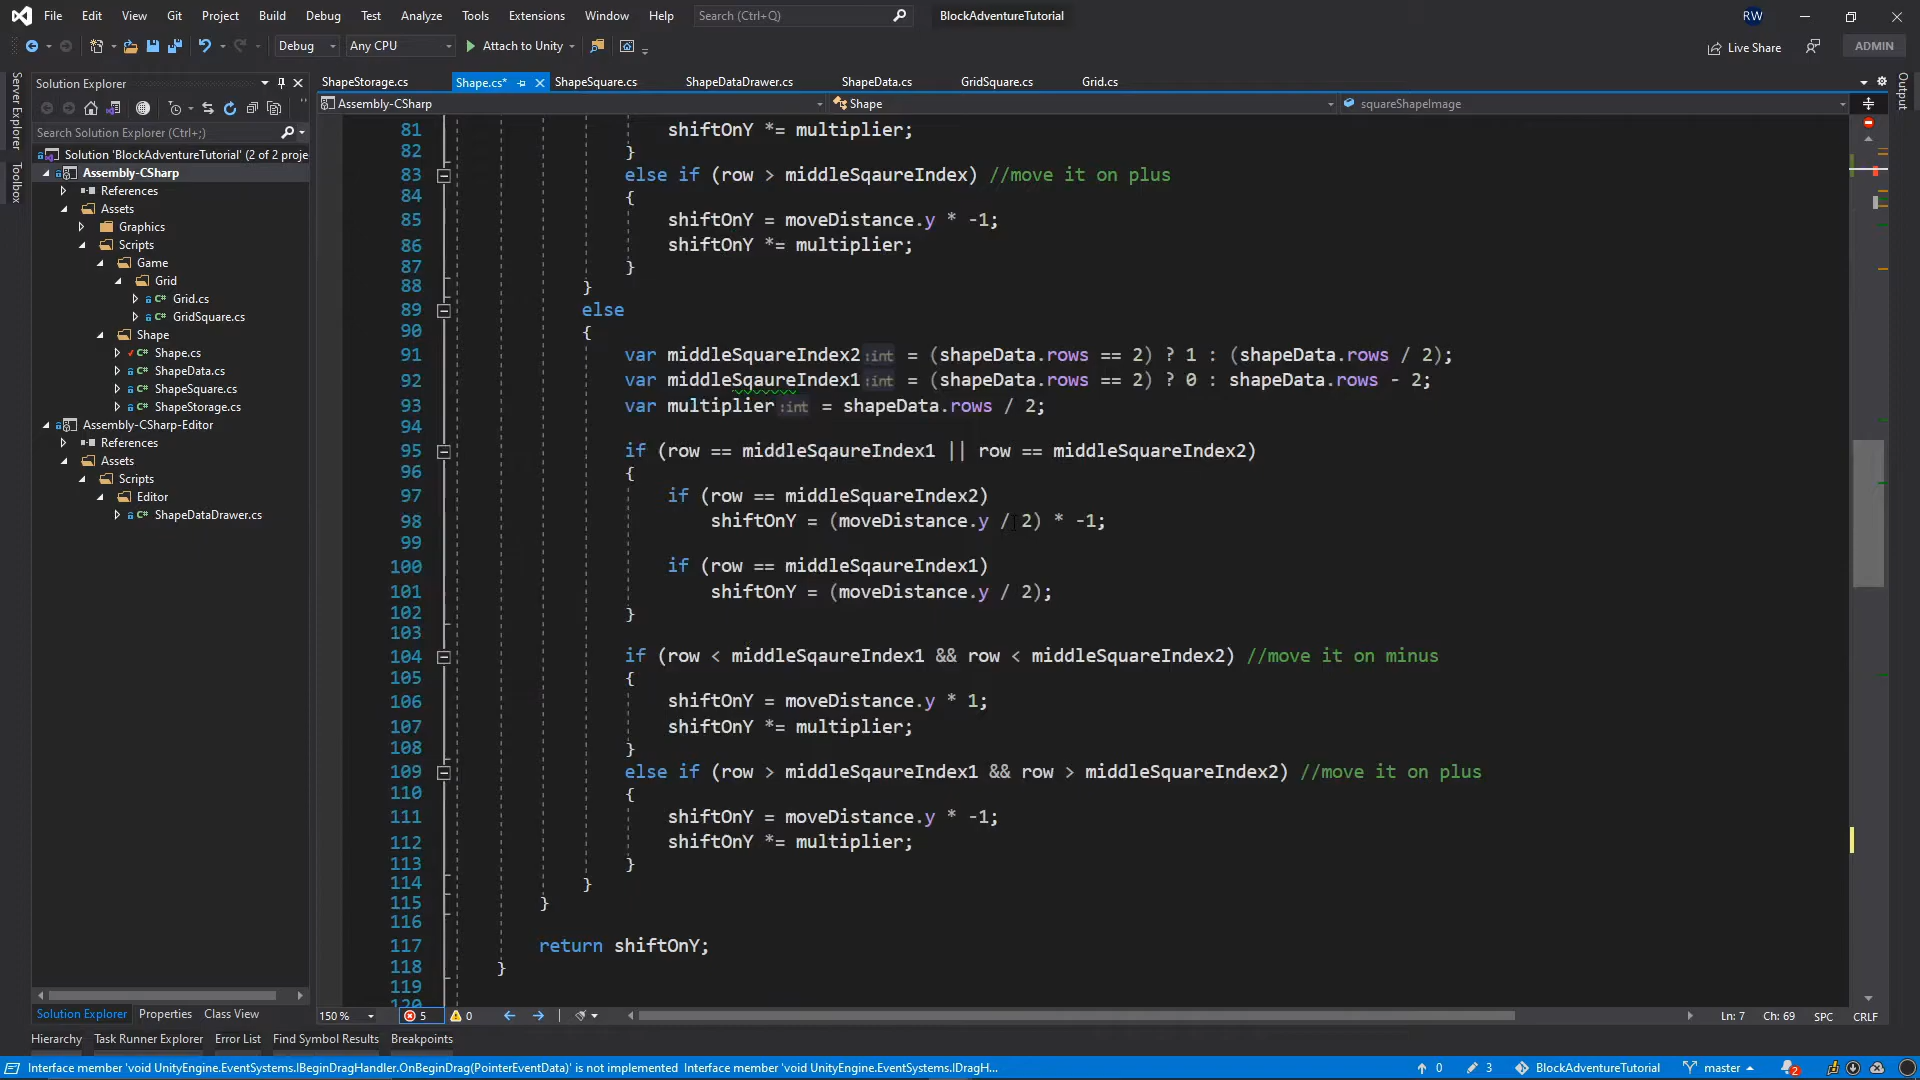 File Edit View Git Project Build Debug Test Analyze Tools Extensions Window Help Search (Ctrl+Q) BlockAdventureTutorial RW
Debug Any CPU Attach to Unity Live Share ADMIN
Server Explorer
Toolbox
Solution Explorer
Search Solution Explorer (Ctrl+;)
Solution 'BlockAdventureTutorial' (2 of 2 proje
Assembly-CSharp
References
Assets
Graphics
Scripts
Game
Grid
Grid.cs
GridSquare.cs
Shape
Shape.cs
ShapeData.cs
ShapeSquare.cs
ShapeStorage.cs
Assembly-CSharp-Editor
References
Assets
Scripts
Editor
ShapeDataDrawer.cs
Solution Explorer Properties Class View
ShapeStorage.cs Shape.cs* ShapeSquare.cs ShapeDataDrawer.cs ShapeData.cs GridSquare.cs Grid.cs
Assembly-CSharp Shape squareShapeImage
Output
81 shiftOnY *= multiplier;
82 }
83 else if (row > middleSqaureIndex) //move it on plus
84 {
85 shiftOnY = moveDistance.y * -1;
86 shiftOnY *= multiplier;
87 }
88 }
89 else
90 {
91 var middleSquareIndex2 :int = (shapeData.rows == 2) ? 1 : (shapeData.rows / 2);
92 var middleSqaureIndex1 :int = (shapeData.rows == 2) ? 0 : shapeData.rows - 2;
93 var multiplier :int = shapeData.rows / 2;
94
95 if (row == middleSqaureIndex1 || row == middleSquareIndex2)
96 {
97 if (row == middleSquareIndex2)
98 shiftOnY = (moveDistance.y / 2) * -1;
99
100 if (row == middleSqaureIndex1)
101 shiftOnY = (moveDistance.y / 2);
102 }
103
104 if (row < middleSqaureIndex1 && row < middleSquareIndex2) //move it on minus
105 {
106 shiftOnY = moveDistance.y * 1;
107 shiftOnY *= multiplier;
108 }
109 else if (row > middleSqaureIndex1 && row > middleSquareIndex2) //move it on plus
110 {
111 shiftOnY = moveDistance.y * -1;
112 shiftOnY *= multiplier;
113 }
114 }
115 }
116
117 return shiftOnY;
118 }
119
120
150 % 5 0 Ln: 7 Ch: 69 SPC CRLF
Hierarchy Task Runner Explorer Error List Find Symbol Results Breakpoints
Interface member 'void UnityEngine.EventSystems.IBeginDragHandler.OnBeginDrag(PointerEventData)' is not implemented Interface member 'void UnityEngine.EventSystems.IDragH... 0 3 BlockAdventureTutorial master 2